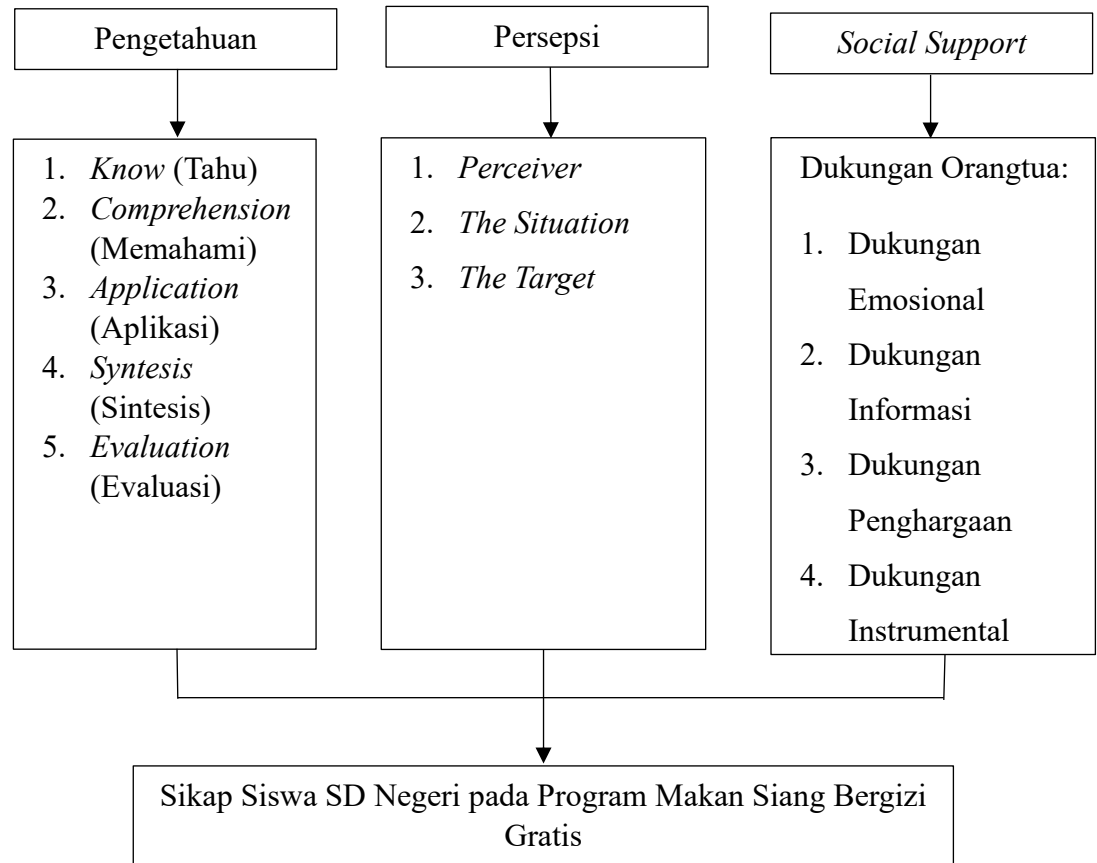 Pengetahuan
Persepsi
Social Support
1. Know (Tahu)
2. Comprehension
(Memahami)
3. Application
(Aplikasi)
4. Syntesis
(Sintesis)
5. Evaluation
(Evaluasi)
1. Perceiver
2. The Situation
3. The Target
Dukungan Orangtua:
1. Dukungan
Emosional
2. Dukungan
Informasi
3. Dukungan
Penghargaan
4. Dukungan
Instrumental
Sikap Siswa SD Negeri pada Program Makan Siang Bergizi
Gratis